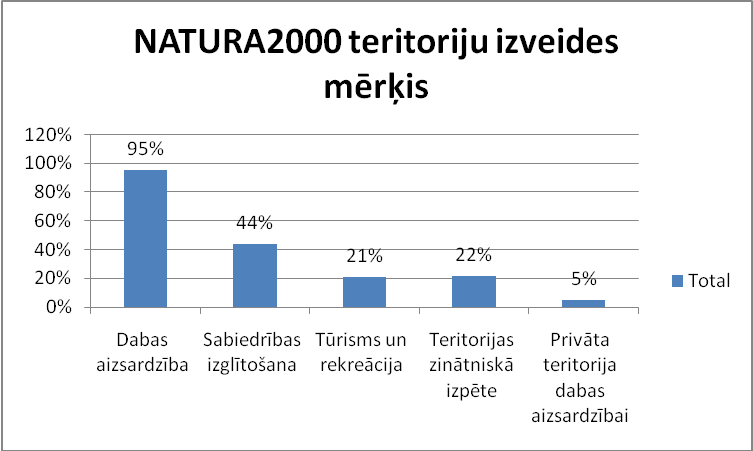 NATURA2000 teritoriju izveides
mērķis
120%
100%
80%
60%
40%
20%
0%
95%
44%
21%
22%
5%
Dabas
aizsardzība
Sabiedrības
izglītošana
Tūrisms un
rekreācija
Teritorijas
zinātniskā
izpēte
Privāta
teritorija
dabas
aizsardzībai
Total